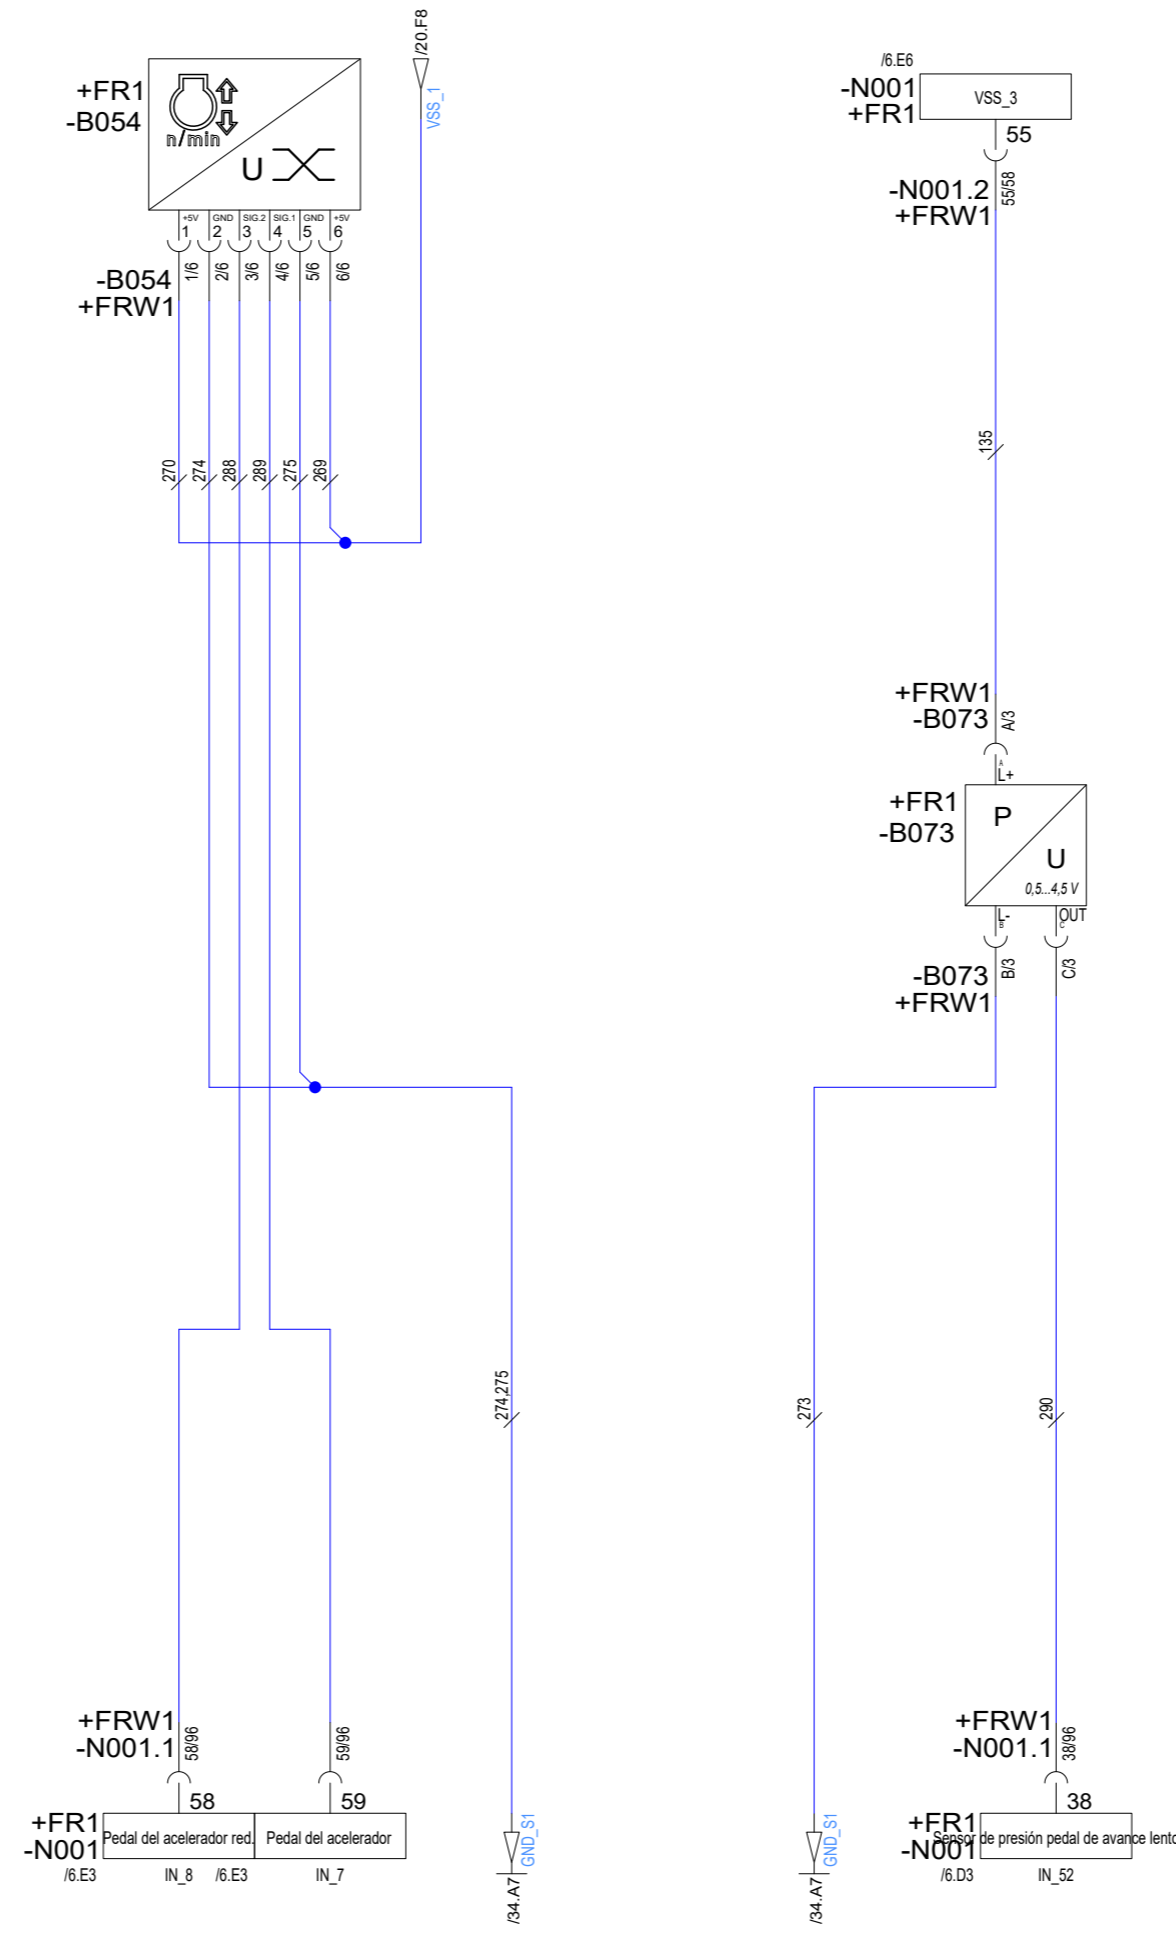 /20.F8
VSS_1
+FR1
-B054
n/min
U
+5V
GND
SIG.2
SIG.1
GND
+5V
1
2
3
4
5
6
1/6
2/6
3/6
4/6
5/6
6/6
-B054
+FRW1
270
274
288
289
275
269
/6.E6
-N001
+FR1
VSS_3
55
-N001.2
+FRW1
55/58
135
+FRW1
-B073
A/3
A
L+
+FR1
-B073
P
U
0,5...4,5 V
L-
B
OUT
C
-B073
+FRW1
B/3
C/3
274,275
273
290
+FRW1
-N001.1
58/96
59/96
58
59
+FR1
-N001
Pedal del acelerador red.
Pedal del acelerador
/6.E3
IN_8
/6.E3
IN_7
GND_S1
/34.A7
GND_S1
/34.A7
+FRW1
-N001.1
38/96
38
+FR1
-N001
Sensor de presión pedal de avance lento
/6.D3
IN_52